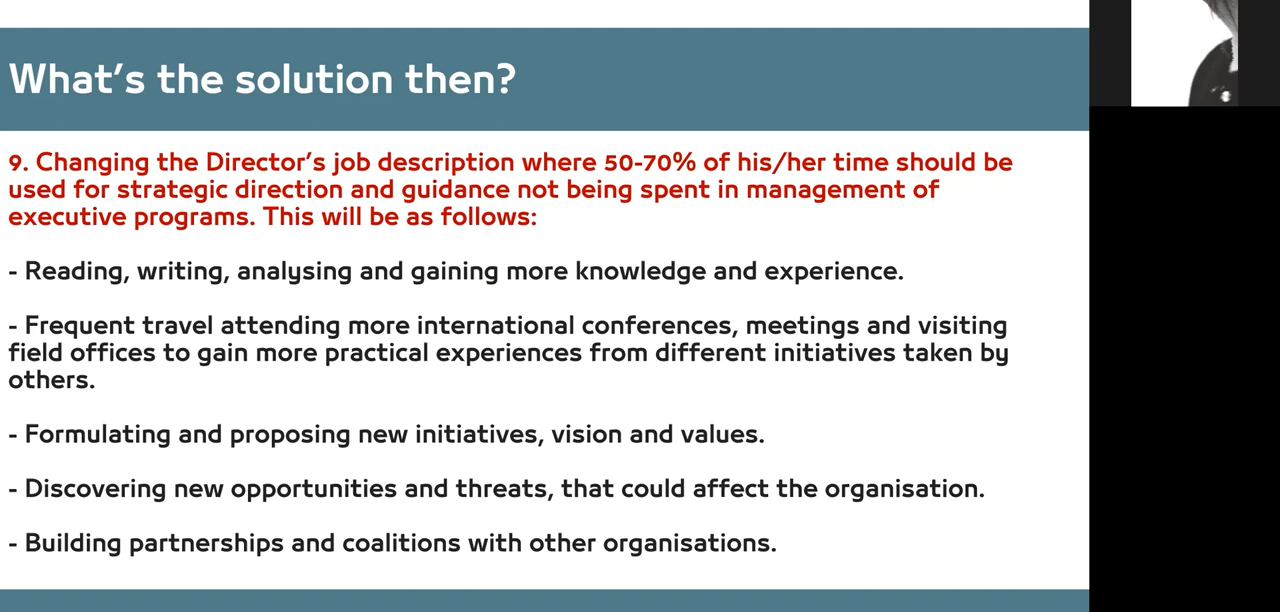 What's the solution then?
9. Changing the Director's job description where 50-70% of his/her time should be
used for strategic direction and guidance not being spent in management of
executive programs. This will be as follows:
- Reading, writing, analysing and gaining more knowledge and experience.
- Frequent travel attending more international conferences, meetings and visiting
field offices to gain more practical experiences from different initiatives taken by
others.
- Formulating and proposing new initiatives, vision and values.
- Discovering new opportunities and threats, that could affect the organisation.
- Building partnerships and coalitions with other organisations.